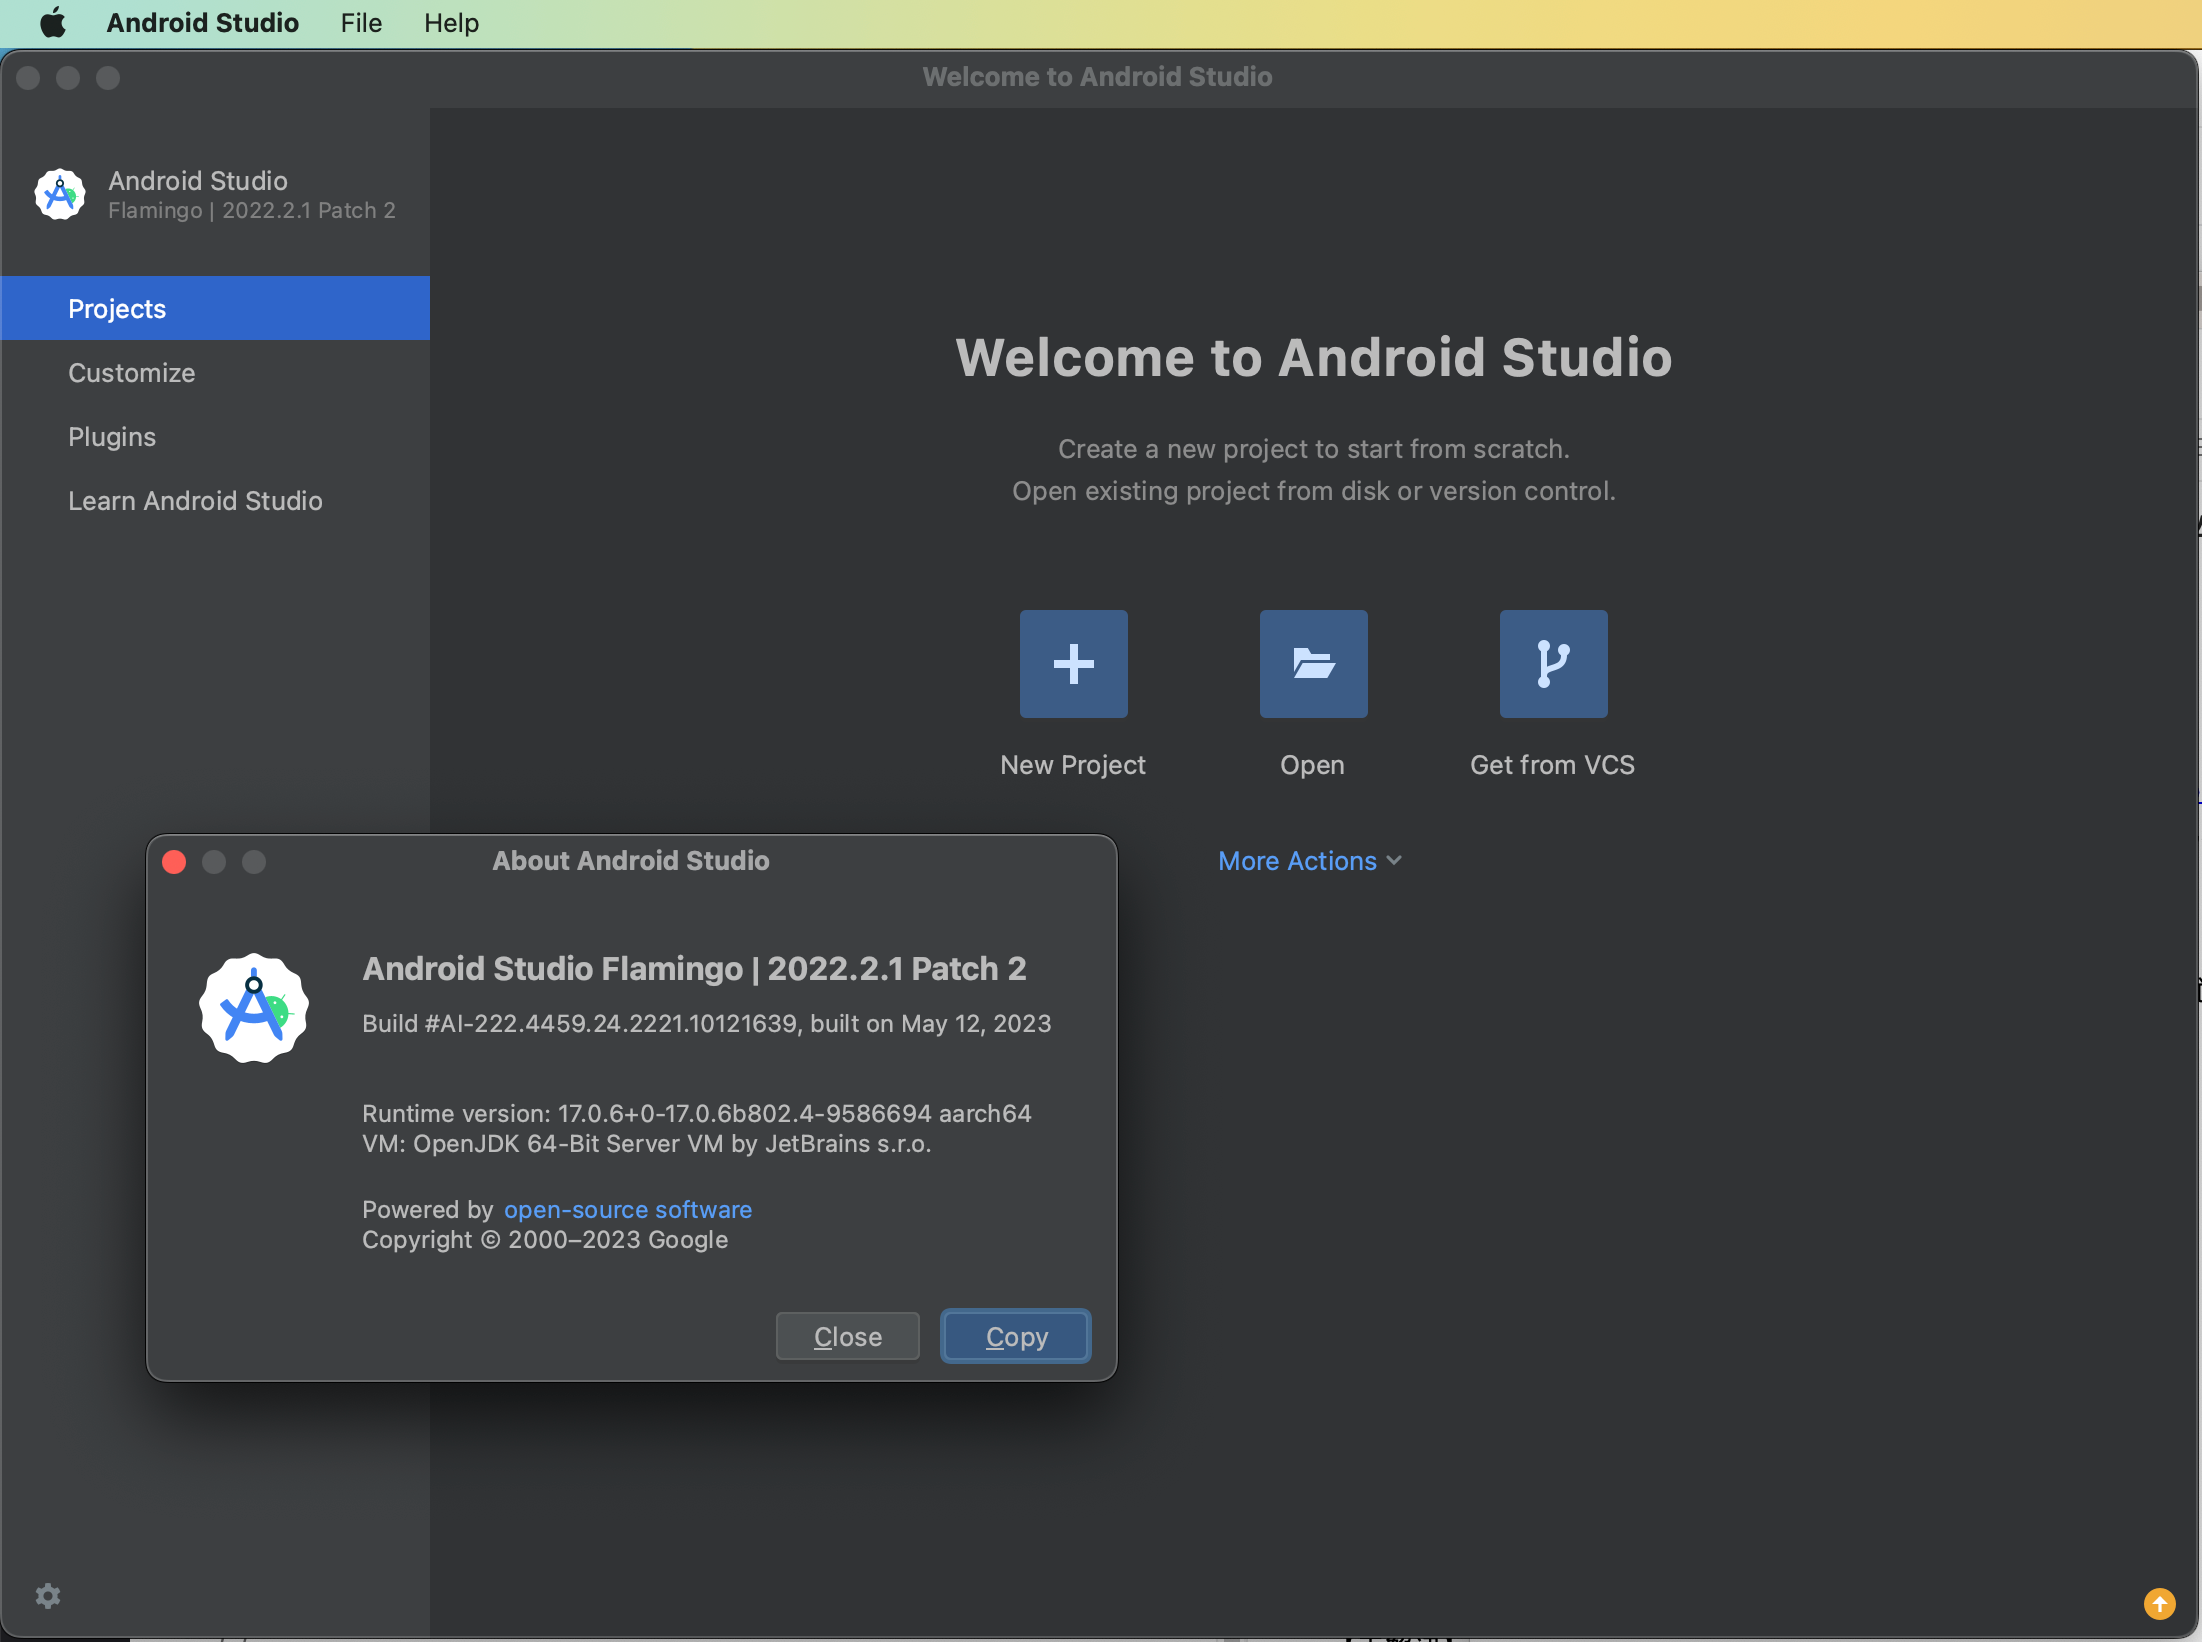 Android Studio File Help
Welcome to Android Studio
Android Studio
Flamingo | 2022.2.1 Patch 2
Projects
Customize
Plugins
Learn Android Studio
Welcome to Android Studio
Create a new project to start from scratch.
Open existing project from disk or version control.
New Project
Open
Get from VCS
More Actions
About Android Studio
Android Studio Flamingo | 2022.2.1 Patch 2
Build #AI-222.4459.24.2221.10121639, built on May 12, 2023
Runtime version: 17.0.6+0-17.0.6b802.4-9586694 aarch64
VM: OpenJDK 64-Bit Server VM by JetBrains s.r.o.
Powered by open-source software
Copyright © 2000–2023 Google
Close
Copy